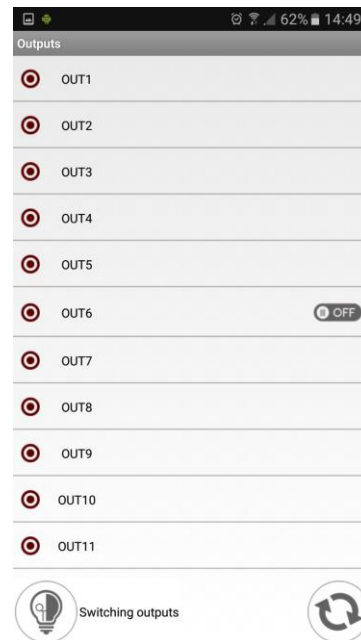 62% 14:49
Outputs
OUT1
OUT2
OUT3
OUT4
OUT5
OUT6 OFF
OUT7
OUT8
OUT9
OUT10
OUT11
Switching outputs